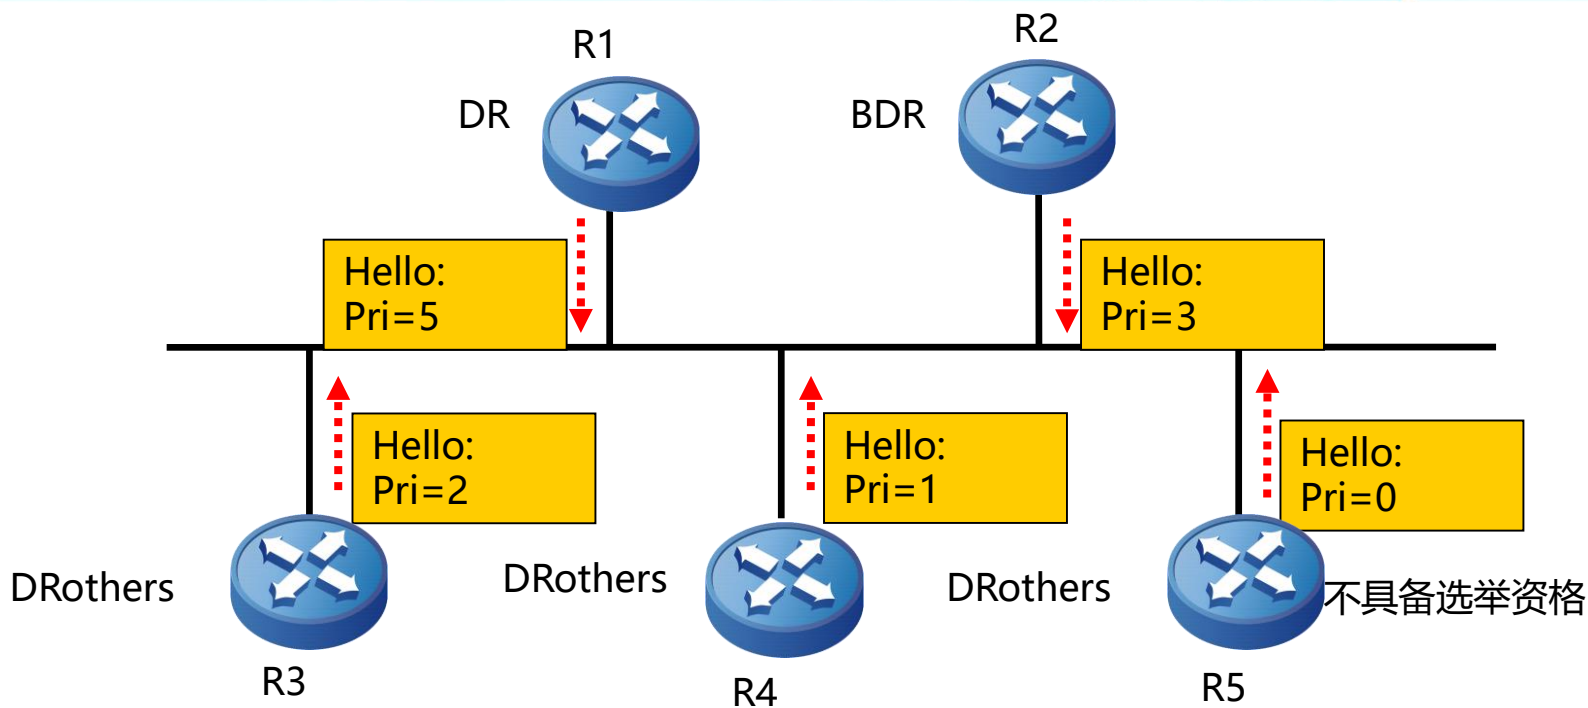 R1
R2
DR
BDR
Hello:
Pri=5
Hello:
Pri=3
Hello:
Pri=2
Hello:
Pri=1
Hello:
Pri=0
DRothers
DRothers
DRothers
不具备选举资格
R3
R4
R5